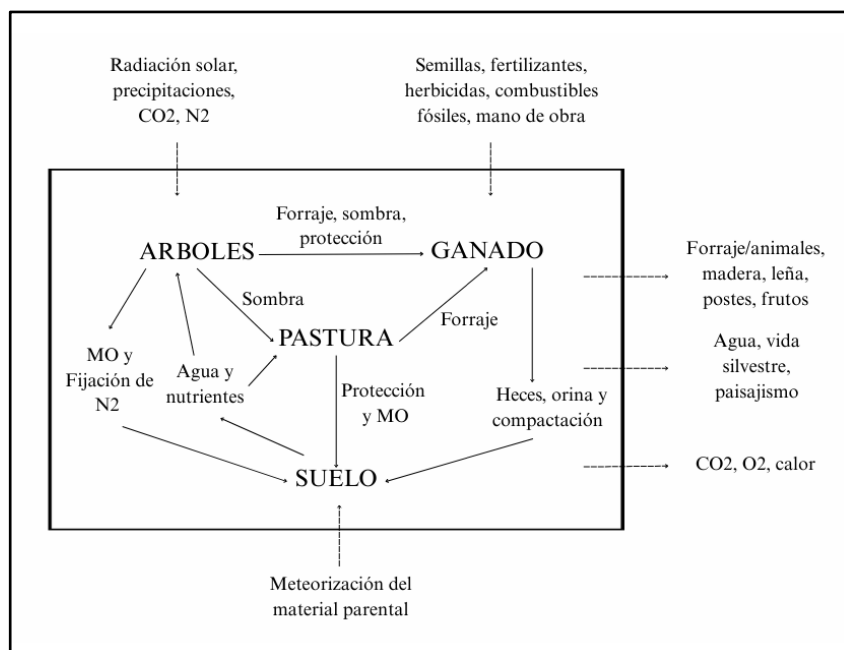 Radiación solar,
precipitaciones,
CO2, N2
Semillas, fertilizantes,
herbicidas, combustibles
fósiles, mano de obra
Forraje, sombra,
protección
ARBOLES
GANADO
Forraje/animales,
madera, leña,
postes, frutos
Sombra
PASTURA
Forraje
MO y
Fijación de
N2
Agua y
nutrientes
Protección
y MO
Heces, orina y
compactación
Agua, vida
silvestre,
paisajismo
SUELO
CO2, O2, calor
Meteorización del
material parental